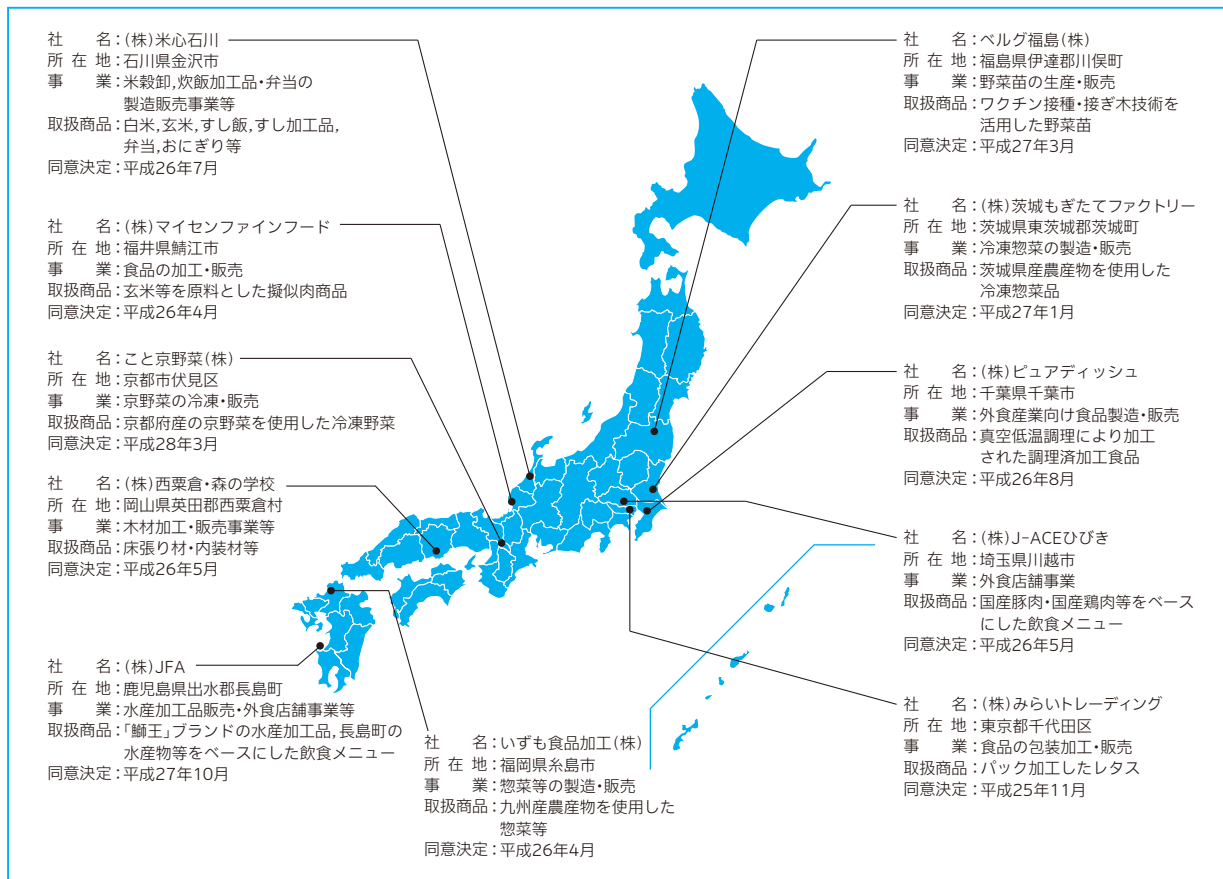 社名：(株)米心石川
所在地：石川県金沢市
事業：米穀卸,炊飯加工品・弁当の
製造販売事業等
取扱商品：白米,玄米,すし飯,すし加工品,
弁当,おにぎり等
同意決定：平成26年7月
社名：(株)マイセンファインフード
所在地：福井県鯖江市
事業：食品の加工・販売
取扱商品：玄米等を原料とした擬似肉商品
同意決定：平成26年4月
社名：こと京野菜(株)
所在地：京都市伏見区
事業：京野菜の冷凍・販売
取扱商品：京都府産の京野菜を使用した冷凍野菜
同意決定：平成28年3月
社名：(株)西粟倉・森の学校
所在地：岡山県英田郡西粟倉村
事業：木材加工・販売事業等
取扱商品：床張り材・内装材等
同意決定：平成26年5月
社名：(株)JFA
所在地：鹿児島県出水郡長島町
事業：水産加工品販売・外食店舗事業等
取扱商品：「鰤王」ブランドの水産加工品,長島町の
水産物等をベースにした飲食メニュー
同意決定：平成27年10月
社名：いずも食品加工(株)
所在地：福岡県糸島市
事業：惣菜等の製造・販売
取扱商品：九州産農産物を使用した
惣菜等
同意決定：平成26年4月
社名：ベルグ福島(株)
所在地：福島県伊達郡川俣町
事業：野菜苗の生産・販売
取扱商品：ワクチン接種・接ぎ木技術を
活用した野菜苗
同意決定：平成27年3月
社名：(株)茨城もぎたてファクトリー
所在地：茨城県東茨城郡茨城町
事業：冷凍惣菜の製造・販売
取扱商品：茨城県産農産物を使用した
冷凍惣菜品
同意決定：平成27年1月
社名：(株)ピュアディッシュ
所在地：千葉県千葉市
事業：外食産業向け食品製造・販売
取扱商品：真空低温調理により加工
された調理済加工食品
同意決定：平成26年8月
社名：(株)J-ACEひびき
所在地：埼玉県川越市
事業：外食店舗事業
取扱商品：国産豚肉・国産鶏肉等をベース
にした飲食メニュー
同意決定：平成26年5月
社名：(株)みらいトレーディング
所在地：東京都千代田区
事業：食品の包装加工・販売
取扱商品：パック加工したレタス
同意決定：平成25年11月